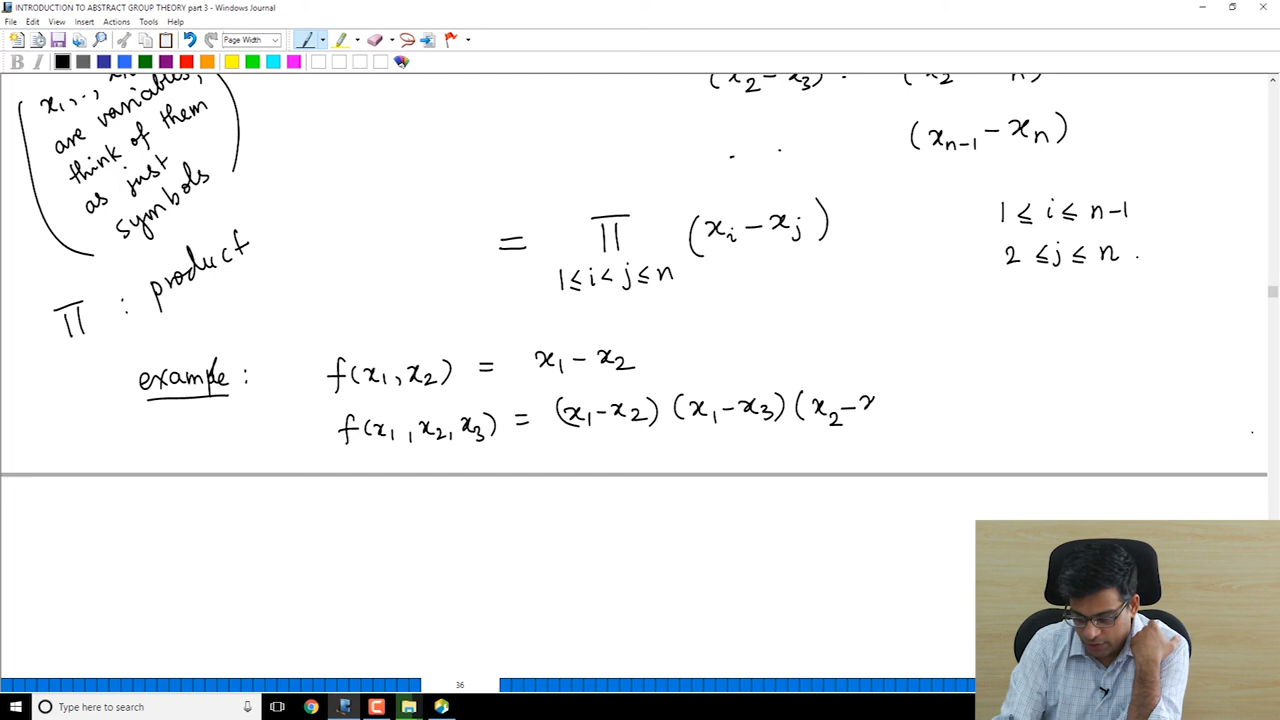 INTRODUCTION TO ABSTRACT GROUP THEORY part 3 - Windows Journal
File Edit View Insert Actions Tools Help
Page Width
B I
x₁, .. ,
are variables,
think of them
as just
symbols
(x₂ - x₃) . (x₂ - n)
. . (xₙ₋₁ - xₙ)
= ∏ (xᵢ - xⱼ)
1 ≤ i < j ≤ n
1 ≤ i ≤ n-1
2 ≤ j ≤ n .
∏ : product
example : f(x₁, x₂) = x₁ - x₂
f(x₁, x₂, x₃) = (x₁ - x₂) (x₁ - x₃) (x₂ - x
36
Type here to search